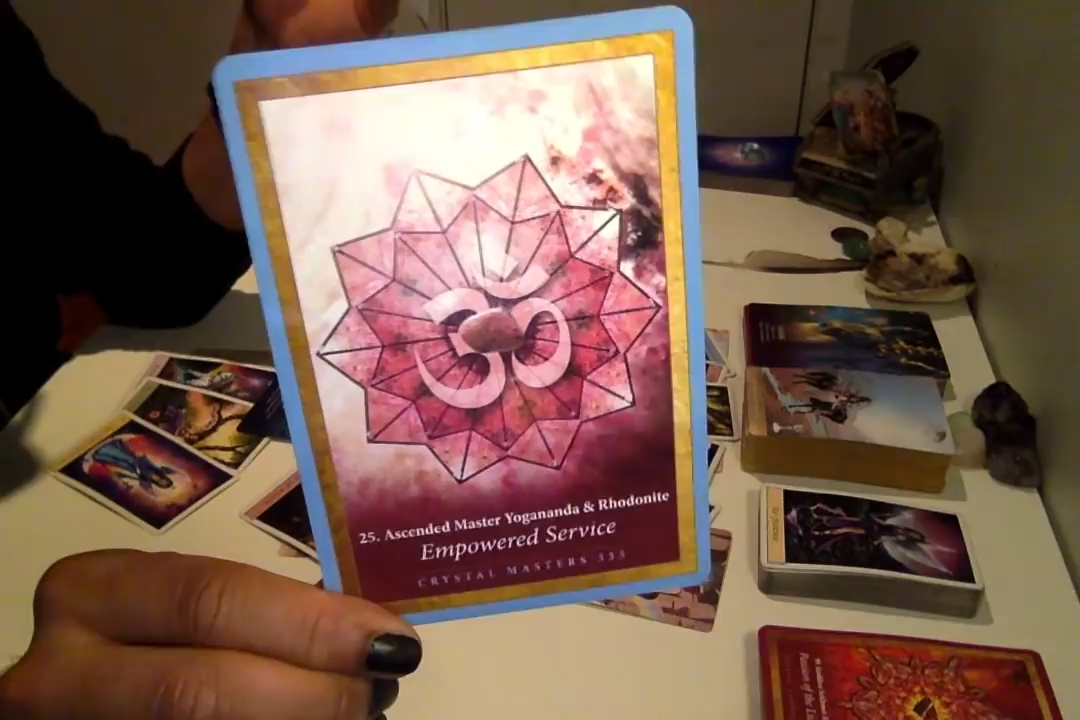 25. Ascended Master Yogananda & Rhodonite
Empowered Service
CRYSTAL MASTERS 333